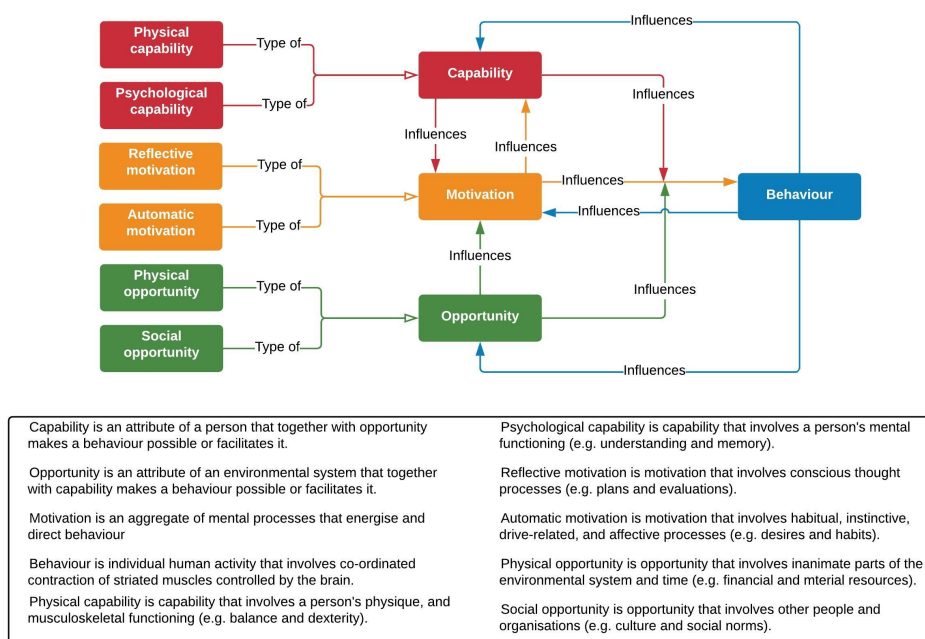 Influences
Physical
capability
Type of
Capability
Psychological
capability
Type of
Influences
Influences
Influences
Reflective
motivation
Type of
Motivation
Influences
Behaviour
Automatic
motivation
Type of
Influences
Influences
Physical
opportunity
Type of
Influences
Opportunity
Social
opportunity
Type of
Influences
Capability is an attribute of a person that together with opportunity
makes a behaviour possible or facilitates it.
Opportunity is an attribute of an environmental system that together
with capability makes a behaviour possible or facilitates it.
Motivation is an aggregate of mental processes that energise and
direct behaviour
Behaviour is individual human activity that involves co-ordinated
contraction of striated muscles controlled by the brain.
Physical capability is capability that involves a person's physique, and
musculoskeletal functioning (e.g. balance and dexterity).
Psychological capability is capability that involves a person's mental
functioning (e.g. understanding and memory).
Reflective motivation is motivation that involves conscious thought
processes (e.g. plans and evaluations).
Automatic motivation is motivation that involves habitual, instinctive,
drive-related, and affective processes (e.g. desires and habits).
Physical opportunity is opportunity that involves inanimate parts of the
environmental system and time (e.g. financial and mterial resources).
Social opportunity is opportunity that involves other people and
organisations (e.g. culture and social norms).